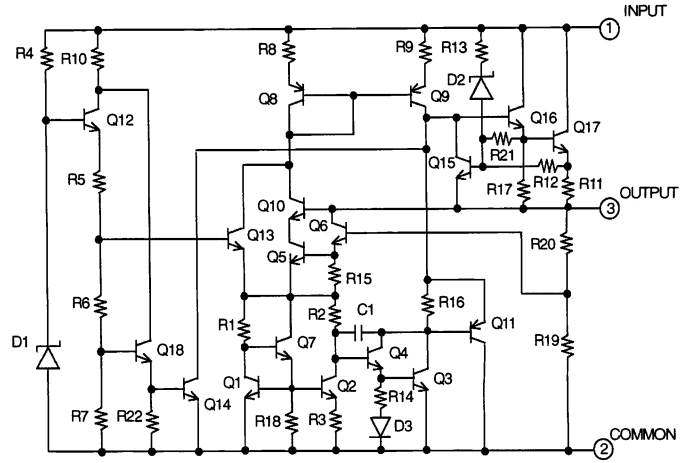 INPUT
1
R4
R10
R8
R9
R13
D2
Q8
Q9
Q12
Q16
Q17
Q15
R21
R12
R11
R5
R17
OUTPUT
3
Q10
Q6
Q13
Q5
R20
R15
R6
R16
R2
C1
Q11
R1
Q7
R19
D1
Q18
Q4
Q1
Q2
Q3
Q14
R14
R7
R22
R18
R3
D3
COMMON
2